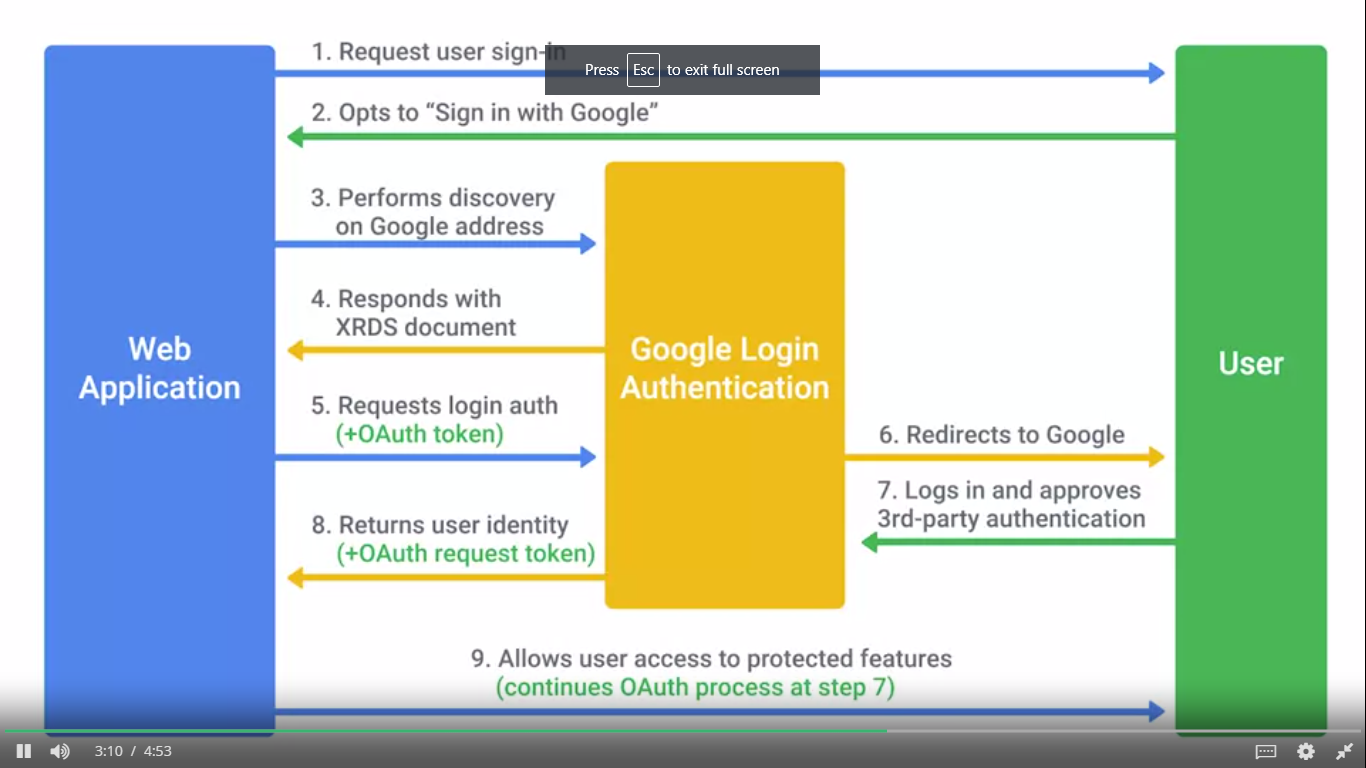 1. Request user sign-in
Press Esc to exit full screen
2. Opts to “Sign in with Google”
3. Performs discovery
on Google address
4. Responds with
XRDS document
Web
Application
Google Login
Authentication
User
5. Requests login auth
(+OAuth token)
6. Redirects to Google
7. Logs in and approves
3rd-party authentication
8. Returns user identity
(+OAuth request token)
9. Allows user access to protected features
(continues OAuth process at step 7)
3:10 / 4:53